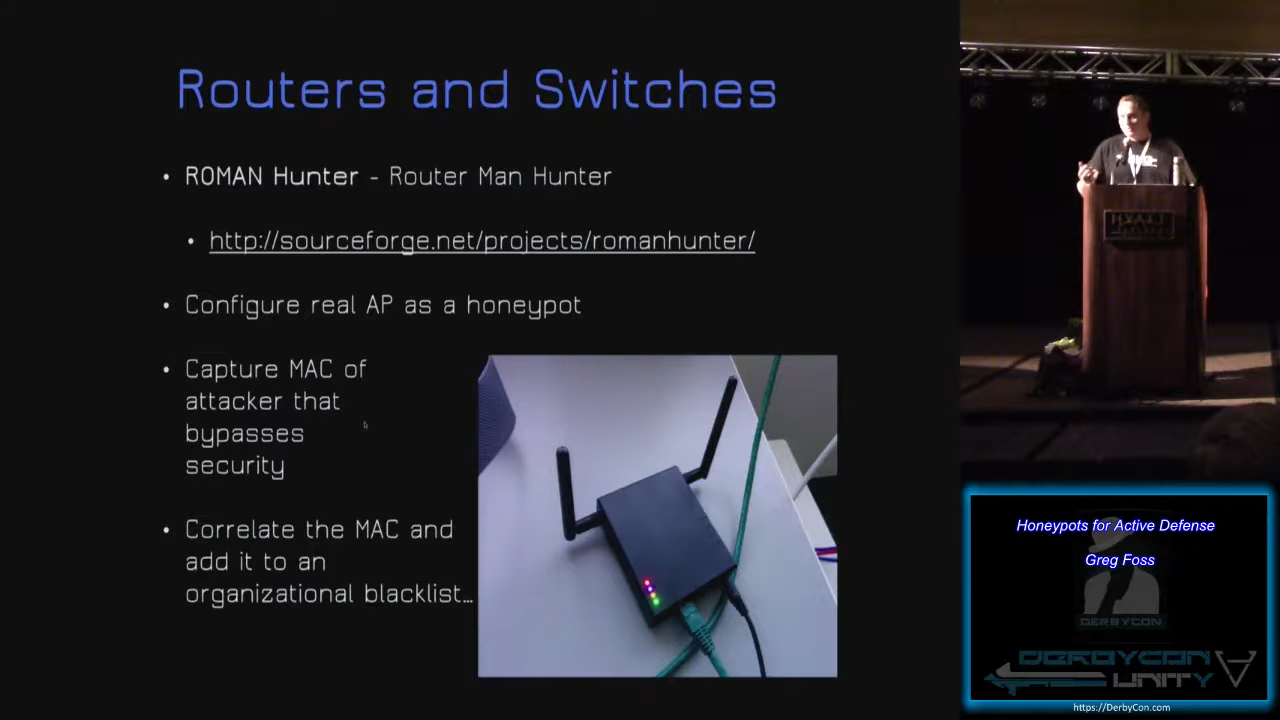 Routers and Switches
• ROMAN Hunter - Router Man Hunter
• http://sourceforge.net/projects/romanhunter/
• Configure real AP as a honeypot
• Capture MAC of
attacker that
bypasses
security
• Correlate the MAC and
add it to an
organizational blacklist...
HYATT
Honeypots for Active Defense
Greg Foss
DERBYCON
DERBYCON
UNITY
https://DerbyCon.com